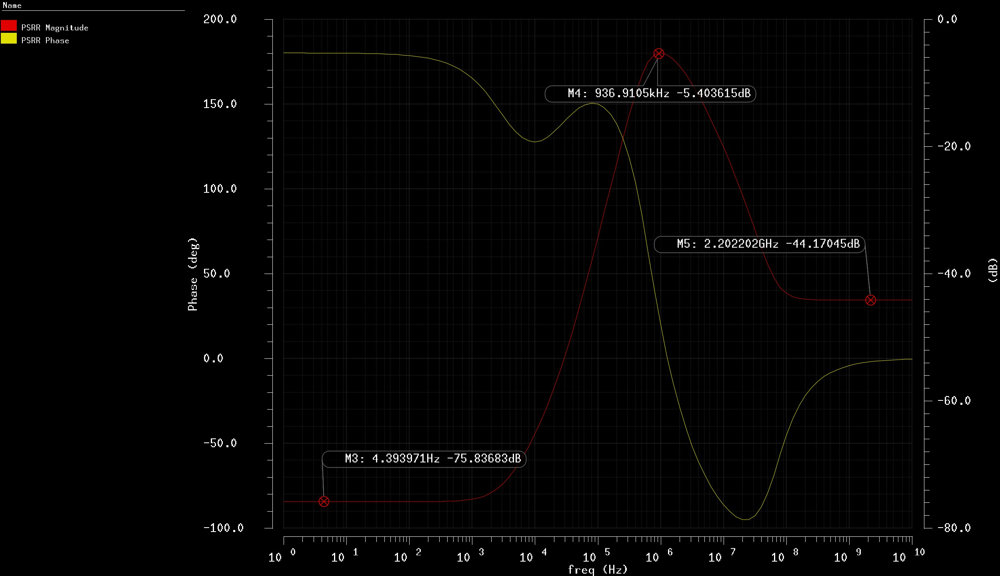 Name
PSRR Magnitude
PSRR Phase
200.0
150.0
100.0
50.0
0.0
-50.0
-100.0
Phase (deg)
M4: 936.9105kHz -5.403615dB
M5: 2.202202GHz -44.17045dB
M3: 4.393971Hz -75.83683dB
0.0
-20.0
-40.0
-60.0
-80.0
(dB)
10 0 10 1 10 2 10 3 10 4 10 5 10 6 10 7 10 8 10 9 10 10
freq (Hz)